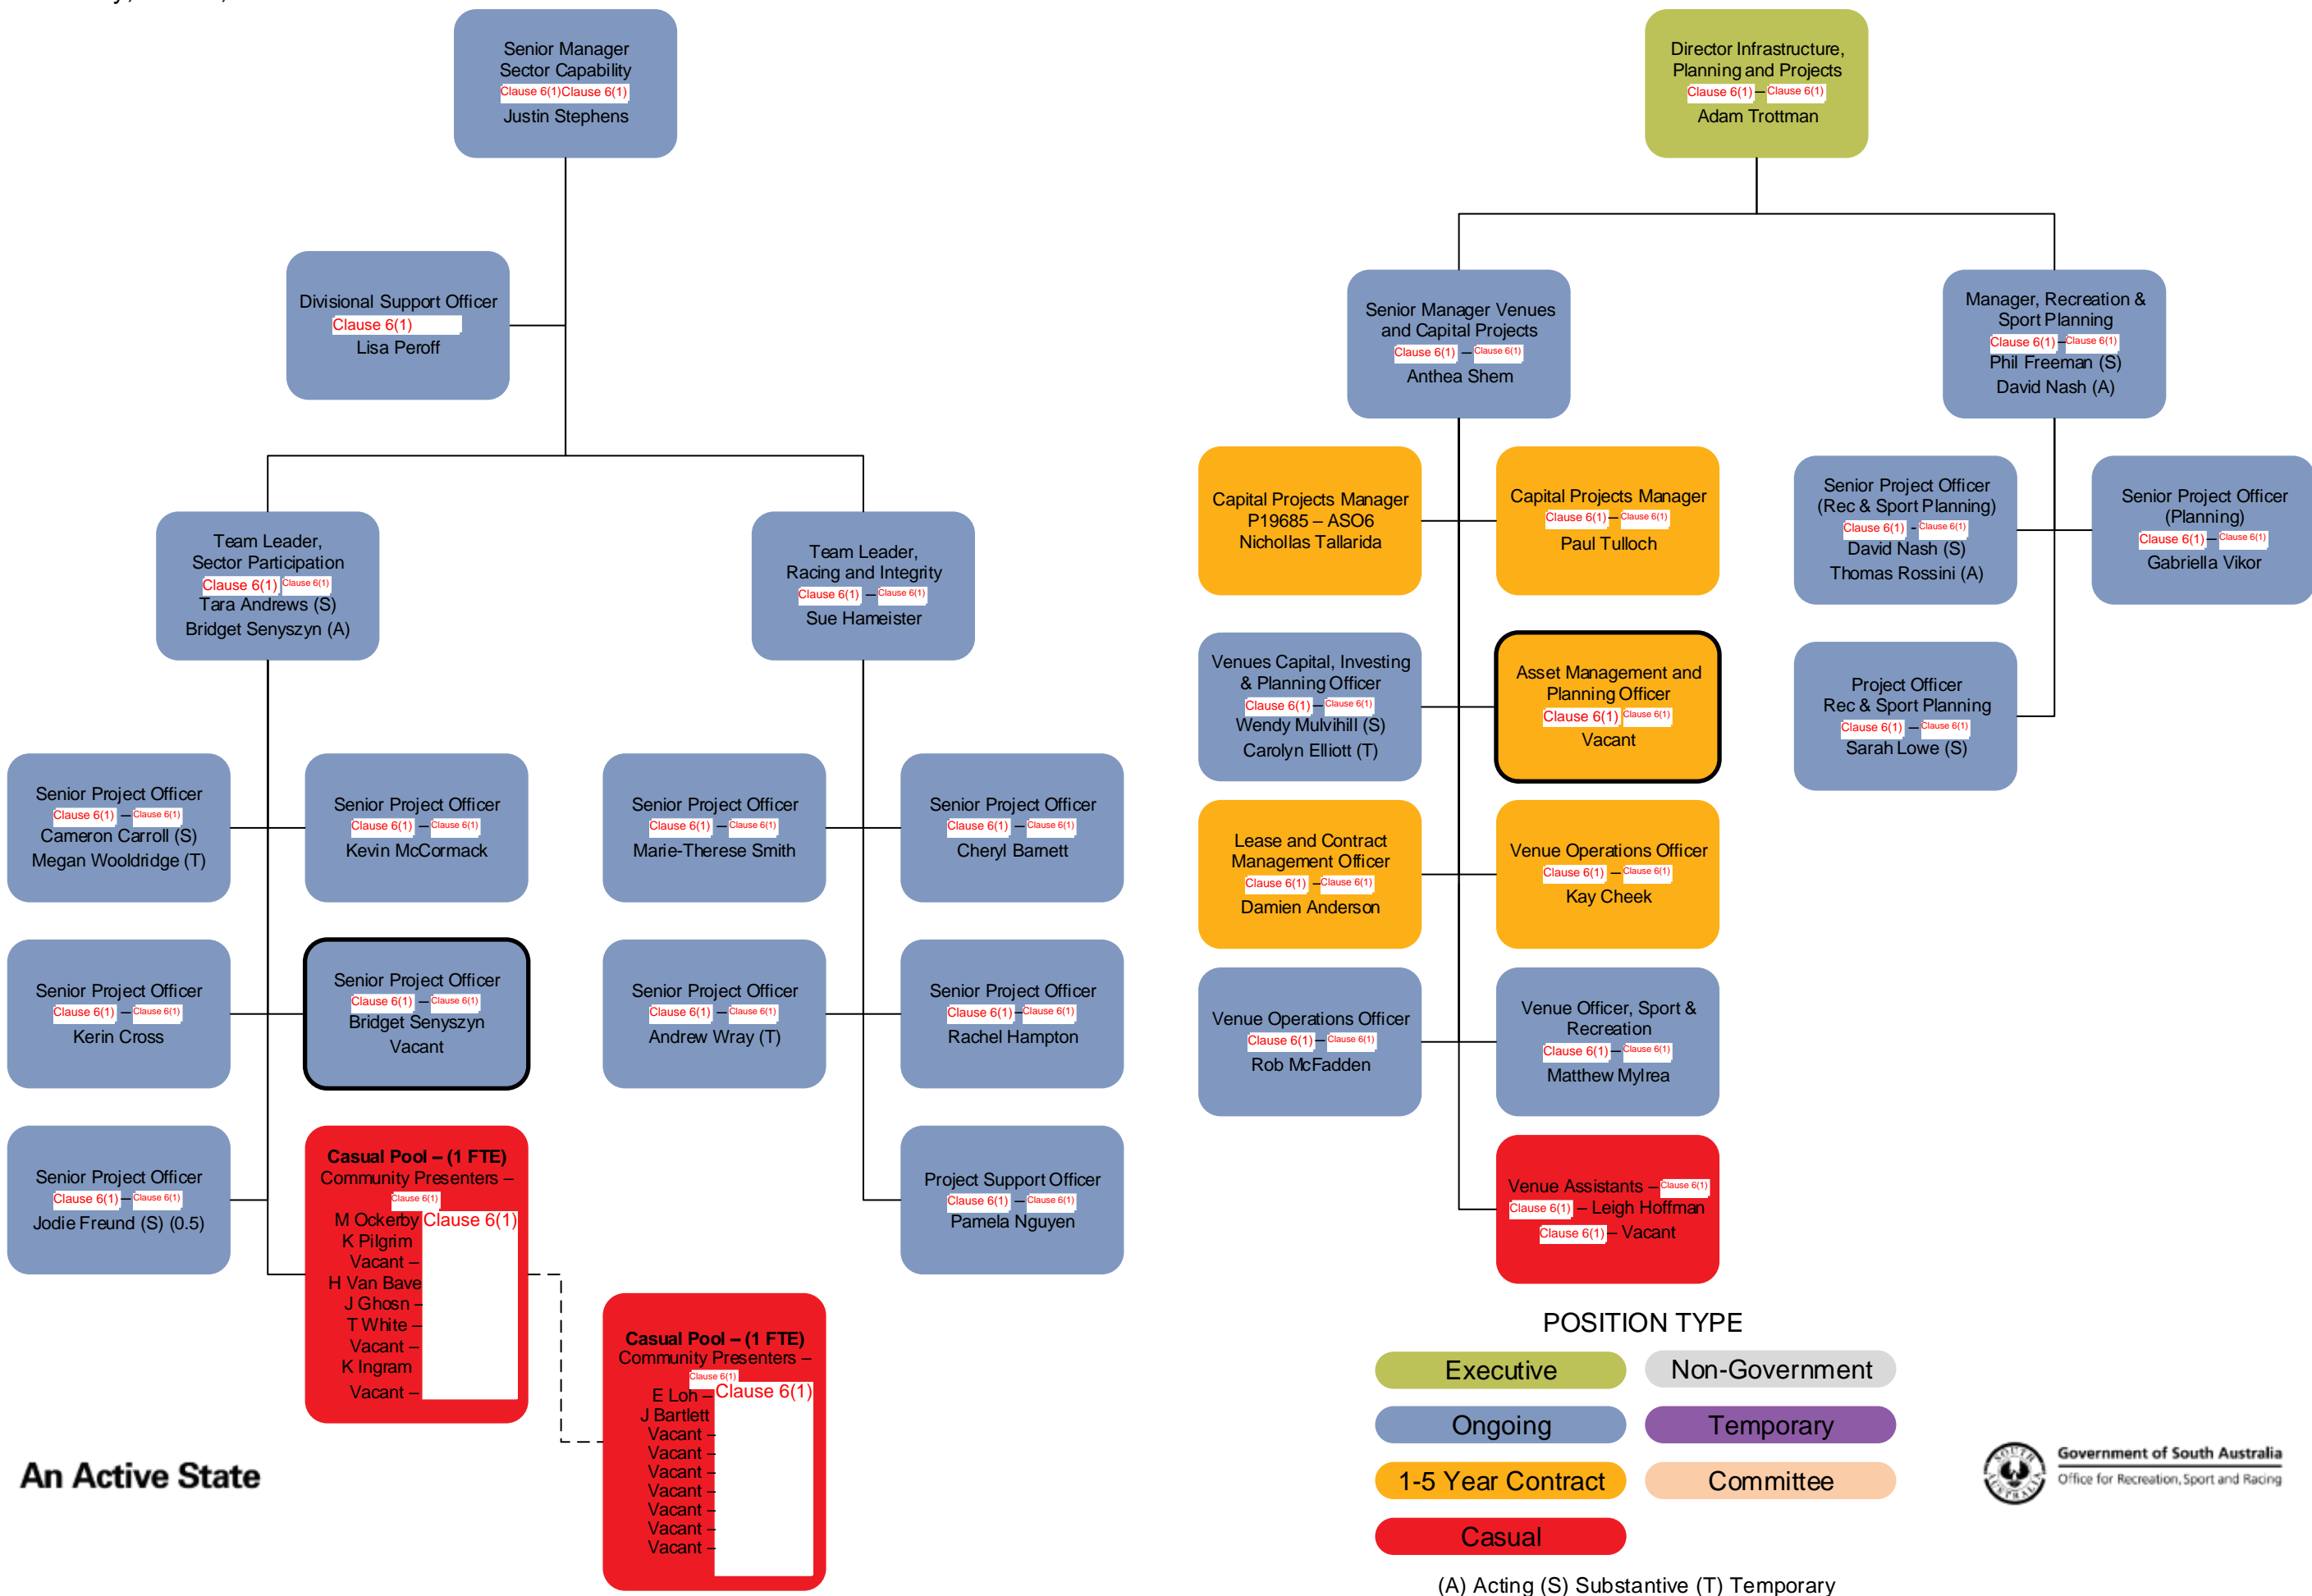 Senior Manager
Sector Capability
Clause 6(1)Clause 6(1)
Justin Stephens
Divisional Support Officer
Clause 6(1)
Lisa Peroff
Team Leader,
Sector Participation
Clause 6(1) Clause 6(1)
Tara Andrews (S)
Bridget Senyszyn (A)
Team Leader,
Racing and Integrity
Clause 6(1) – Clause 6(1)
Sue Hameister
Senior Project Officer
Clause 6(1) – Clause 6(1)
Cameron Carroll (S)
Megan Wooldridge (T)
Senior Project Officer
Clause 6(1) – Clause 6(1)
Kevin McCormack
Senior Project Officer
Clause 6(1) – Clause 6(1)
Marie-Therese Smith
Senior Project Officer
Clause 6(1) – Clause 6(1)
Cheryl Barnett
Senior Project Officer
Clause 6(1) – Clause 6(1)
Kerin Cross
Senior Project Officer
Clause 6(1) – Clause 6(1)
Bridget Senyszyn
Vacant
Senior Project Officer
Clause 6(1) – Clause 6(1)
Andrew Wray (T)
Senior Project Officer
Clause 6(1) – Clause 6(1)
Rachel Hampton
Senior Project Officer
Clause 6(1) – Clause 6(1)
Jodie Freund (S) (0.5)
Casual Pool – (1 FTE)
Community Presenters –
Clause 6(1)
M Ockerby Clause 6(1)
K Pilgrim
Vacant –
H Van Bave
J Ghosn –
T White –
Vacant –
K Ingram
Vacant –
Project Support Officer
Clause 6(1) – Clause 6(1)
Pamela Nguyen
Casual Pool – (1 FTE)
Community Presenters –
Clause 6(1)
E Loh – Clause 6(1)
J Bartlett
Vacant –
Vacant –
Vacant –
Vacant –
Vacant –
Vacant –
Vacant –
Director Infrastructure,
Planning and Projects
Clause 6(1) – Clause 6(1)
Adam Trottman
Senior Manager Venues
and Capital Projects
Clause 6(1) – Clause 6(1)
Anthea Shem
Manager, Recreation &
Sport Planning
Clause 6(1) – Clause 6(1)
Phil Freeman (S)
David Nash (A)
Capital Projects Manager
P19685 – ASO6
Nichollas Tallarida
Capital Projects Manager
Clause 6(1) – Clause 6(1)
Paul Tulloch
Senior Project Officer
(Rec & Sport Planning)
Clause 6(1) - Clause 6(1)
David Nash (S)
Thomas Rossini (A)
Senior Project Officer
(Planning)
Clause 6(1) – Clause 6(1)
Gabriella Vikor
Venues Capital, Investing
& Planning Officer
Clause 6(1) – Clause 6(1)
Wendy Mulvihill (S)
Carolyn Elliott (T)
Asset Management and
Planning Officer
Clause 6(1) Clause 6(1)
Vacant
Project Officer
Rec & Sport Planning
Clause 6(1) – Clause 6(1)
Sarah Lowe (S)
Lease and Contract
Management Officer
Clause 6(1) – Clause 6(1)
Damien Anderson
Venue Operations Officer
Clause 6(1) – Clause 6(1)
Kay Cheek
Venue Operations Officer
Clause 6(1) – Clause 6(1)
Rob McFadden
Venue Officer, Sport &
Recreation
Clause 6(1) – Clause 6(1)
Matthew Mylrea
Venue Assistants – Clause 6(1)
Clause 6(1) – Leigh Hoffman
Clause 6(1) – Vacant
POSITION TYPE
Executive
Non-Government
Ongoing
Temporary
1-5 Year Contract
Committee
Casual
(A) Acting (S) Substantive (T) Temporary
An Active State
SOUTH AUSTRALIA
Government of South Australia
Office for Recreation, Sport and Racing